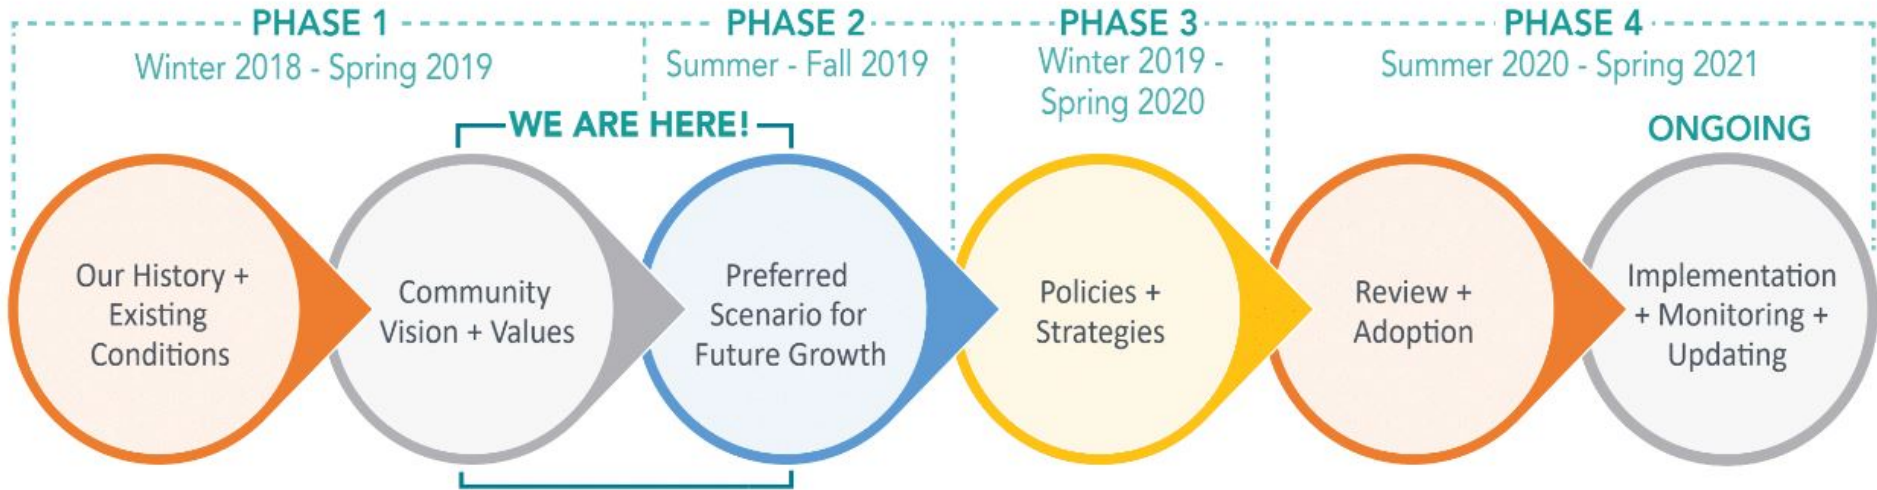 PHASE 1
Winter 2018 - Spring 2019
PHASE 2
Summer - Fall 2019
PHASE 3
Winter 2019 -
Spring 2020
PHASE 4
Summer 2020 - Spring 2021
WE ARE HERE!
ONGOING
Our History +
Existing
Conditions
Community
Vision + Values
Preferred
Scenario for
Future Growth
Policies +
Strategies
Review +
Adoption
Implementation
+ Monitoring +
Updating